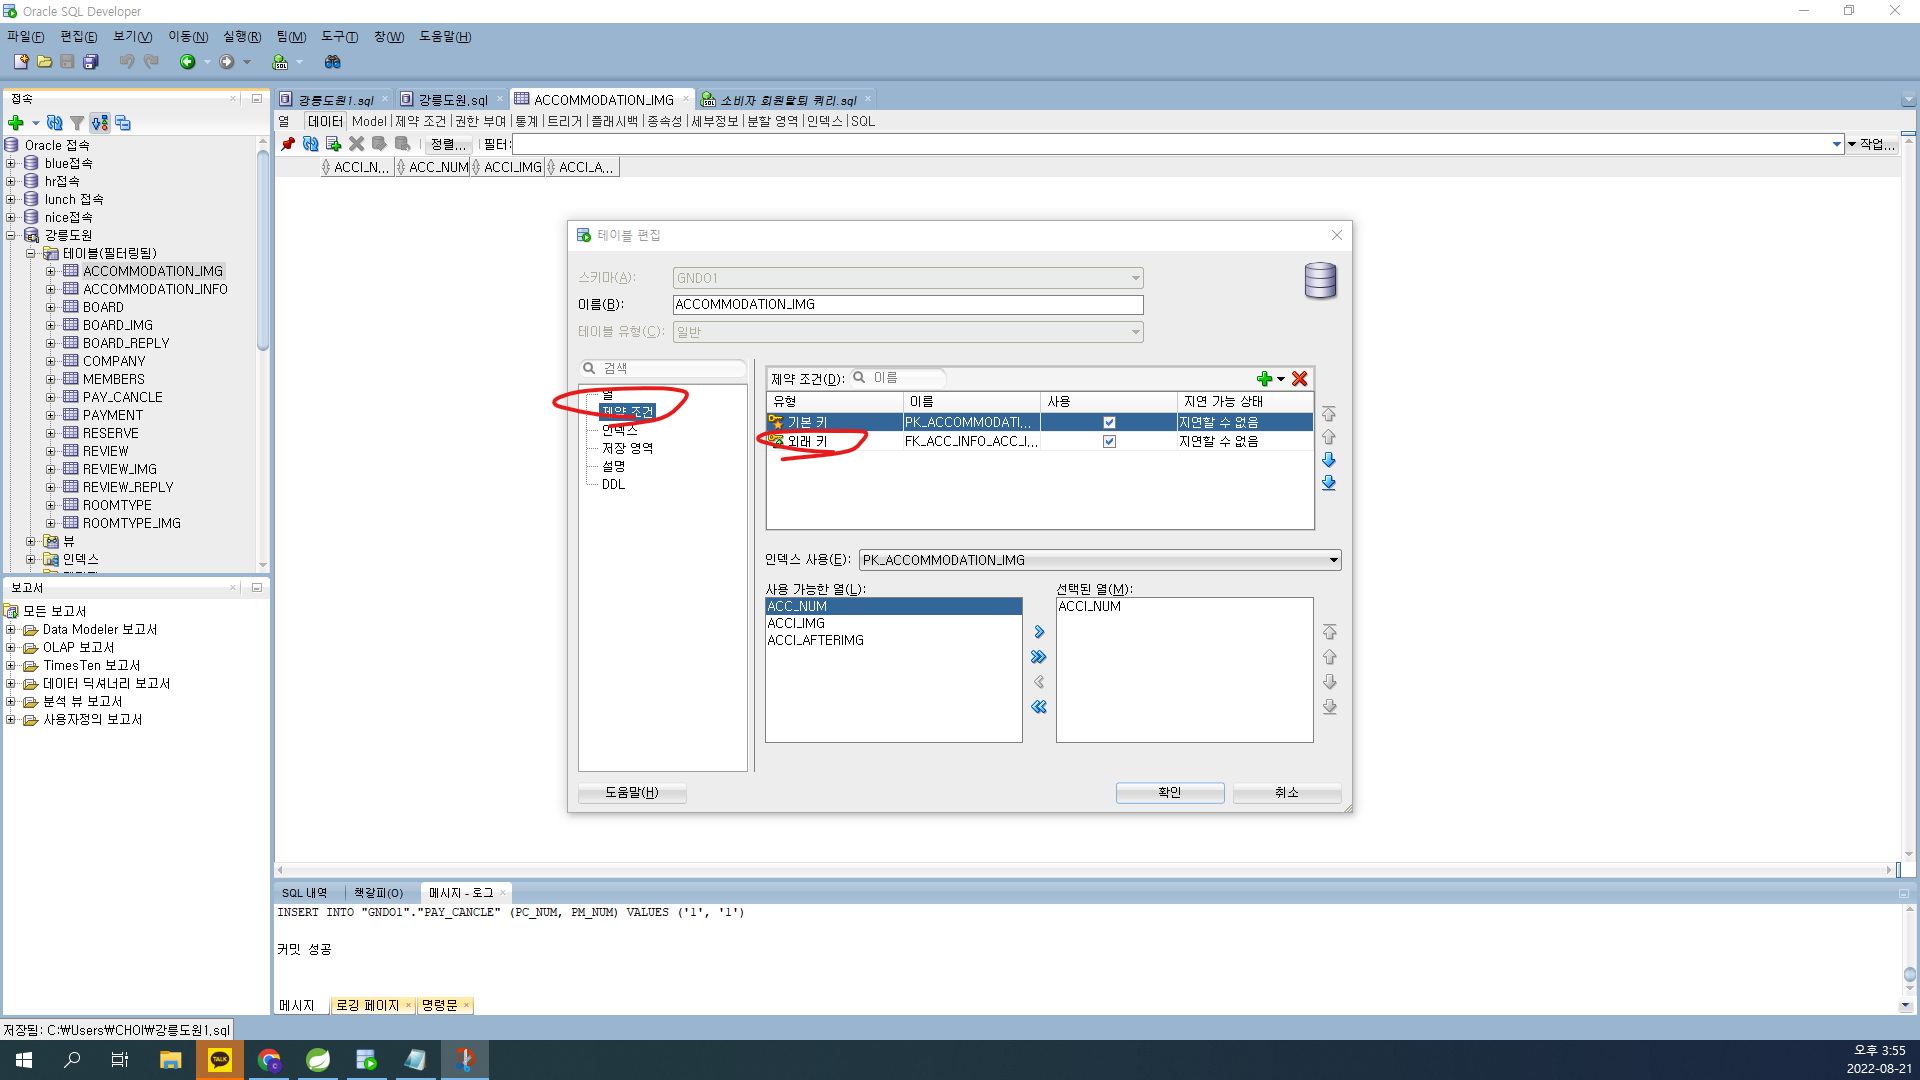 Oracle SQL Developer
파일(F) 편집(E) 보기(V) 이동(N) 실행(R) 팀(M) 도구(T) 창(W) 도움말(H)
접속
Oracle 접속
blue접속
hr접속
lunch 접속
nice접속
강릉도원
테이블(필터링됨)
ACCOMMODATION_IMG
ACCOMMODATION_INFO
BOARD
BOARD_IMG
BOARD_REPLY
COMPANY
MEMBERS
PAY_CANCLE
PAYMENT
RESERVE
REVIEW
REVIEW_IMG
REVIEW_REPLY
ROOMTYPE
ROOMTYPE_IMG
뷰
인덱스
보고서
모든 보고서
Data Modeler 보고서
OLAP 보고서
TimesTen 보고서
데이터 딕셔너리 보고서
분석 뷰 보고서
사용자정의 보고서
강릉도원1.sql 강릉도원.sql ACCOMMODATION_IMG 소비자 회원탈퇴 쿼리.sql
열 데이터 Model |제약 조건 |권한 부여 |통계 |트리거 |플래시백 |종속성 |세부정보 |분할 영역 |인덱스 |SQL
정렬... 필터: 작업...
ACCI_N... ACC_NUM ACCI_IMG ACCI_A...
테이블 편집
스키마(A): GNDO1
이름(B): ACCOMMODATION_IMG
테이블 유형(C): 일반
검색
열
제약 조건
인덱스
저장 영역
설명
DDL
제약 조건(D): 이름
유형 이름 사용 지연 가능 상태
기본 키 PK_ACCOMMODATI... 지연할 수 없음
외래 키 FK_ACC_INFO_ACC_I... 지연할 수 없음
인덱스 사용(E): PK_ACCOMMODATION_IMG
사용 가능한 열(L): 선택된 열(M):
ACC_NUM ACCI_NUM
ACCI_IMG
ACCI_AFTERIMG
도움말(H) 확인 취소
SQL 내역 책갈피(O) 메시지 - 로그
INSERT INTO "GNDO1"."PAY_CANCLE" (PC_NUM, PM_NUM) VALUES ('1', '1')
커밋 성공
메시지 로깅 페이지 명령문
저장됨: C:₩Users₩CHOI₩강릉도원1.sql
TALK
오후 3:55
2022-08-21